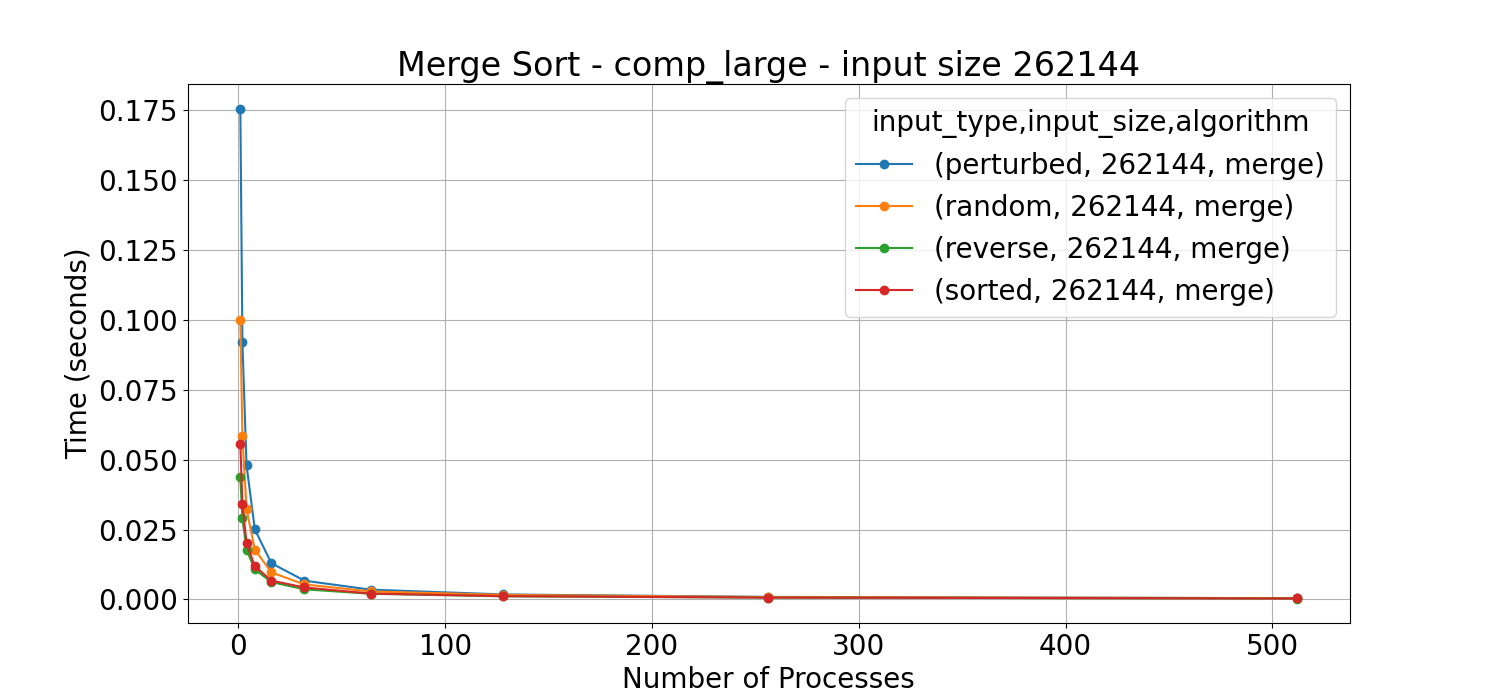 Merge Sort - comp_large - input size 262144
input_type,input_size,algorithm
(perturbed, 262144, merge)
(random, 262144, merge)
(reverse, 262144, merge)
(sorted, 262144, merge)
Time (seconds)
0.175
0.150
0.125
0.100
0.075
0.050
0.025
0.000
0 100 200 300 400 500
Number of Processes